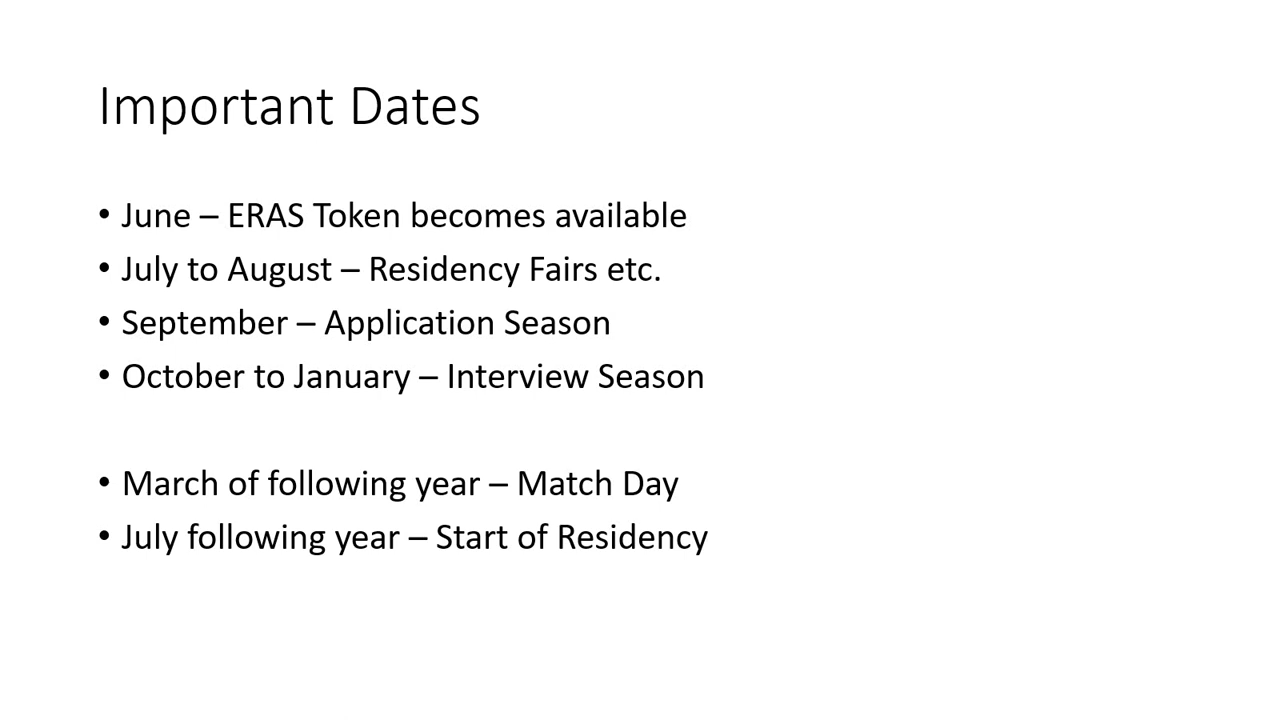 Important Dates
• June – ERAS Token becomes available
• July to August – Residency Fairs etc.
• September – Application Season
• October to January – Interview Season
• March of following year – Match Day
• July following year – Start of Residency